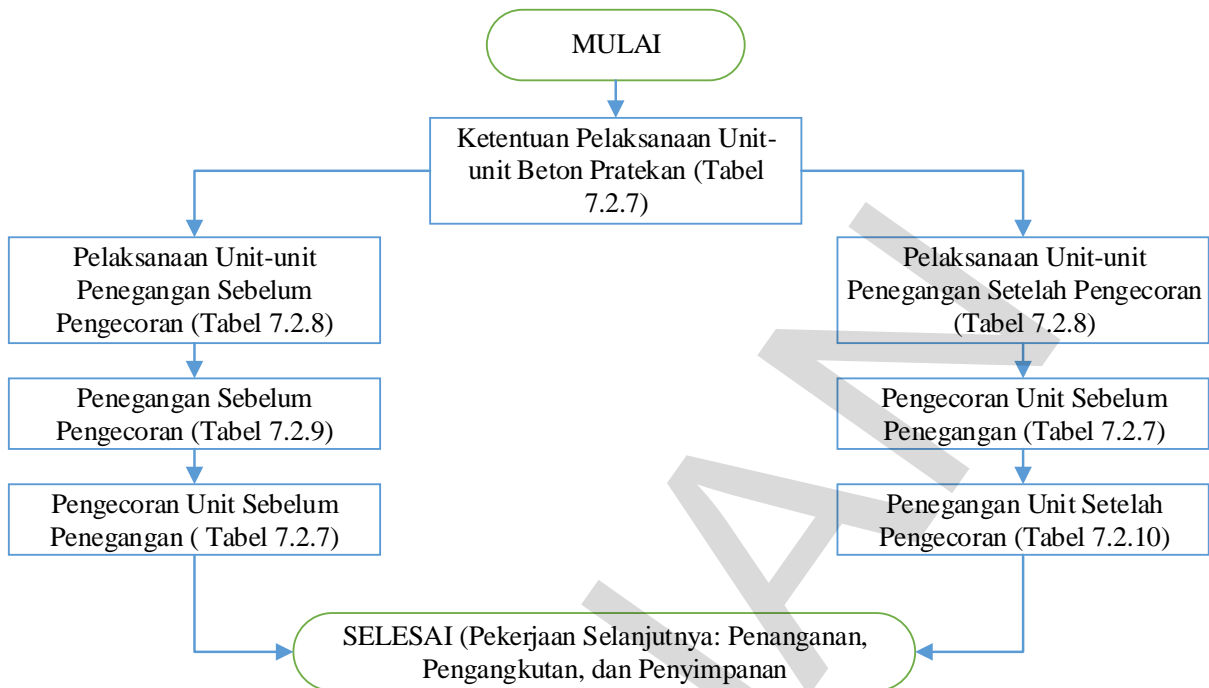 MULAI
Ketentuan Pelaksanaan Unit-
unit Beton Pratekan (Tabel
7.2.7)
Pelaksanaan Unit-unit
Penegangan Sebelum
Pengecoran (Tabel 7.2.8)
Penegangan Sebelum
Pengecoran (Tabel 7.2.9)
Pengecoran Unit Sebelum
Penegangan ( Tabel 7.2.7)
Pelaksanaan Unit-unit
Penegangan Setelah Pengecoran
(Tabel 7.2.8)
Pengecoran Unit Sebelum
Penegangan (Tabel 7.2.7)
Penegangan Unit Setelah
Pengecoran (Tabel 7.2.10)
SELESAI (Pekerjaan Selanjutnya: Penanganan,
Pengangkutan, dan Penyimpanan